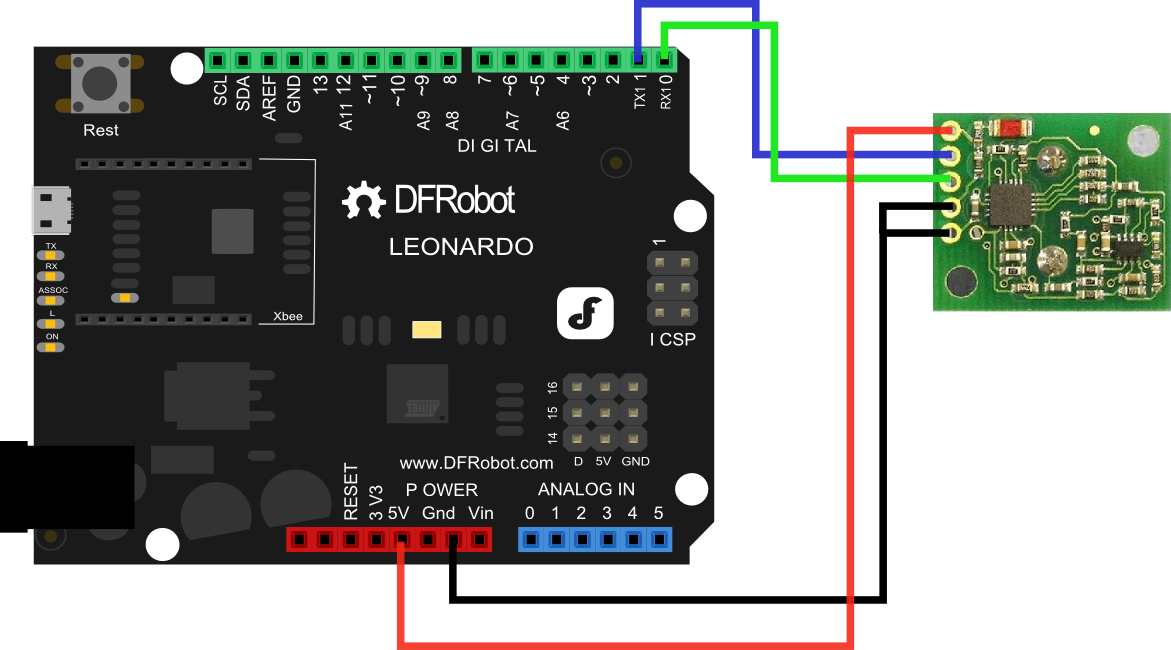 SCL SDA AREF GND 13 12 ~11 ~10 ~9 8 7 ~6 ~5 4 ~3 2 TX1 1 RX1 0
A11 A9 A8 A7 A6
DI GI TAL
Rest
DFRobot
LEONARDO
TX
RX
ASSOC
L
ON
Xbee
1
I CSP
16
15
14
D 5V GND
www.DFRobot.com
P OWER
ANALOG IN
RESET 3 V3 5V Gnd Vin
0 1 2 3 4 5